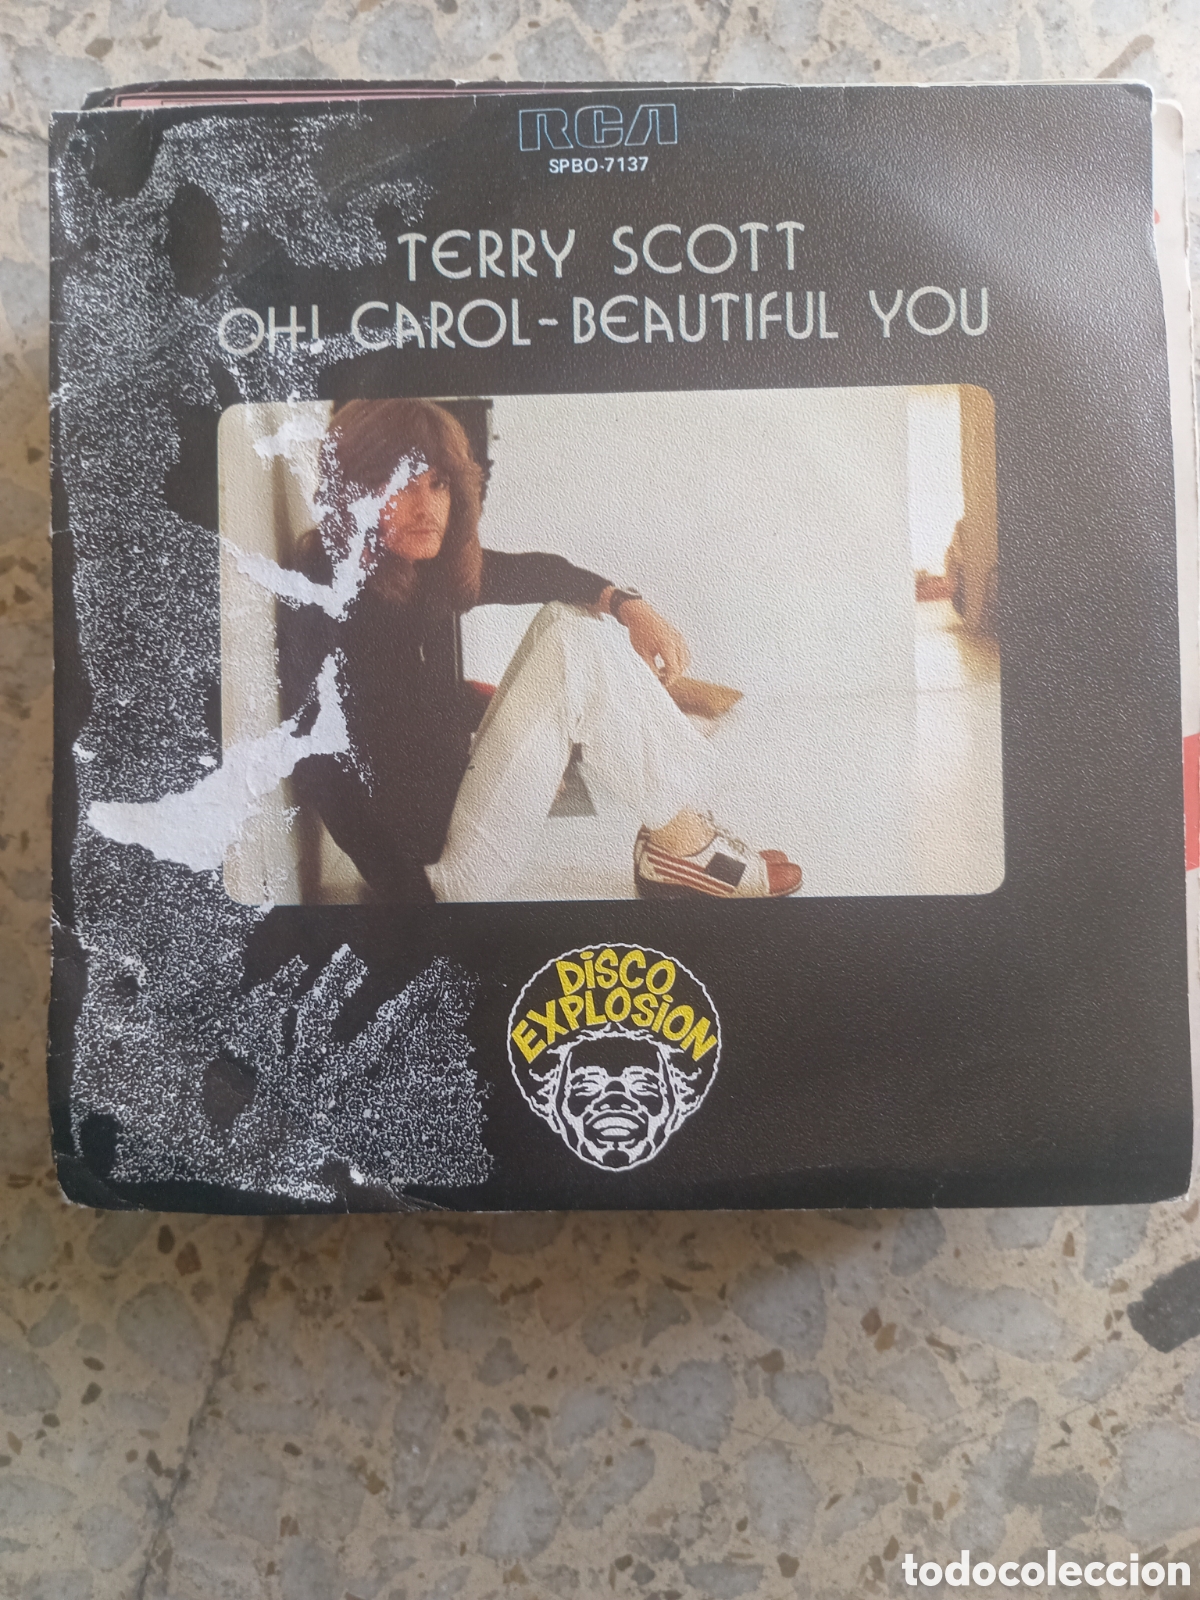 RCA
SPBO-7137
TERRY SCOTT
OH! CAROL-BEAUTIFUL YOU
DiSCO
EXPLOSiON
todocoleccion